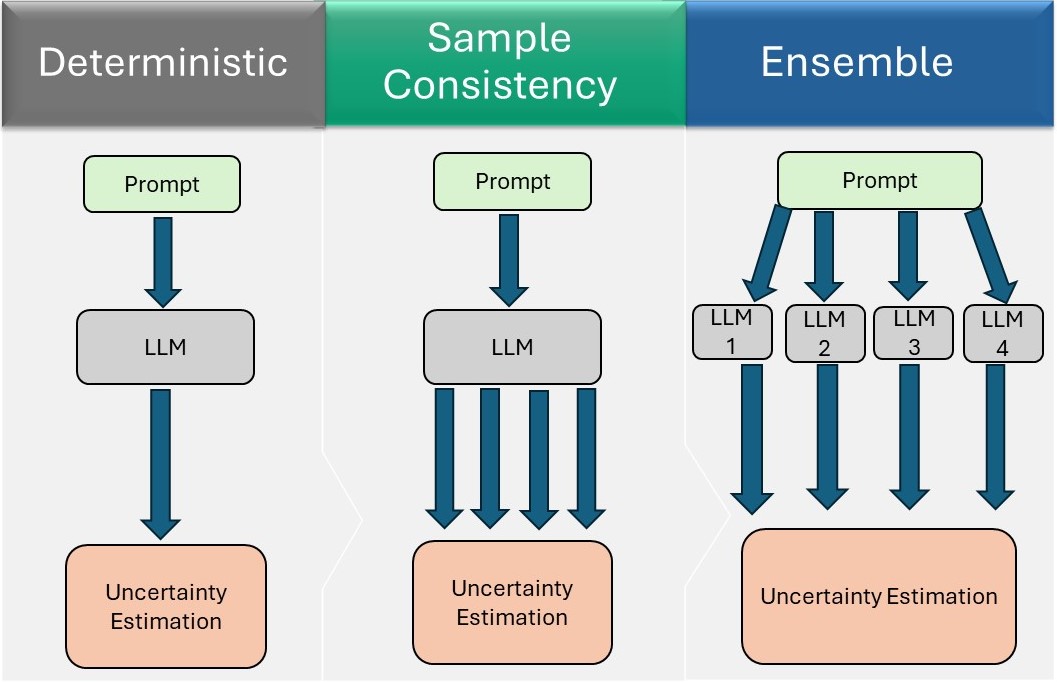 Deterministic
Sample
Consistency
Ensemble
Prompt
LLM
Uncertainty
Estimation
Prompt
LLM
Uncertainty
Estimation
Prompt
LLM
1
LLM
2
LLM
3
LLM
4
Uncertainty Estimation